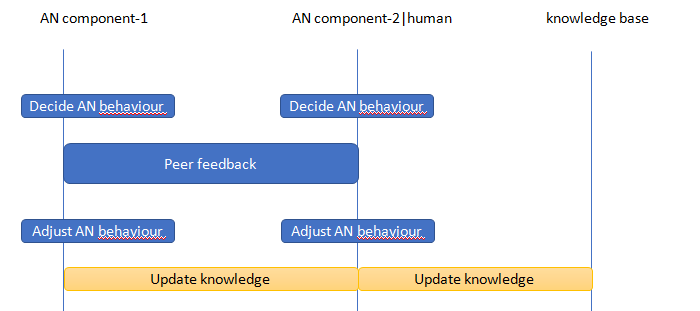 AN component-1
AN component-2|human
knowledge base
Decide AN behaviour
Decide AN behaviour
Peer feedback
Adjust AN behaviour
Adjust AN behaviour
Update knowledge
Update knowledge